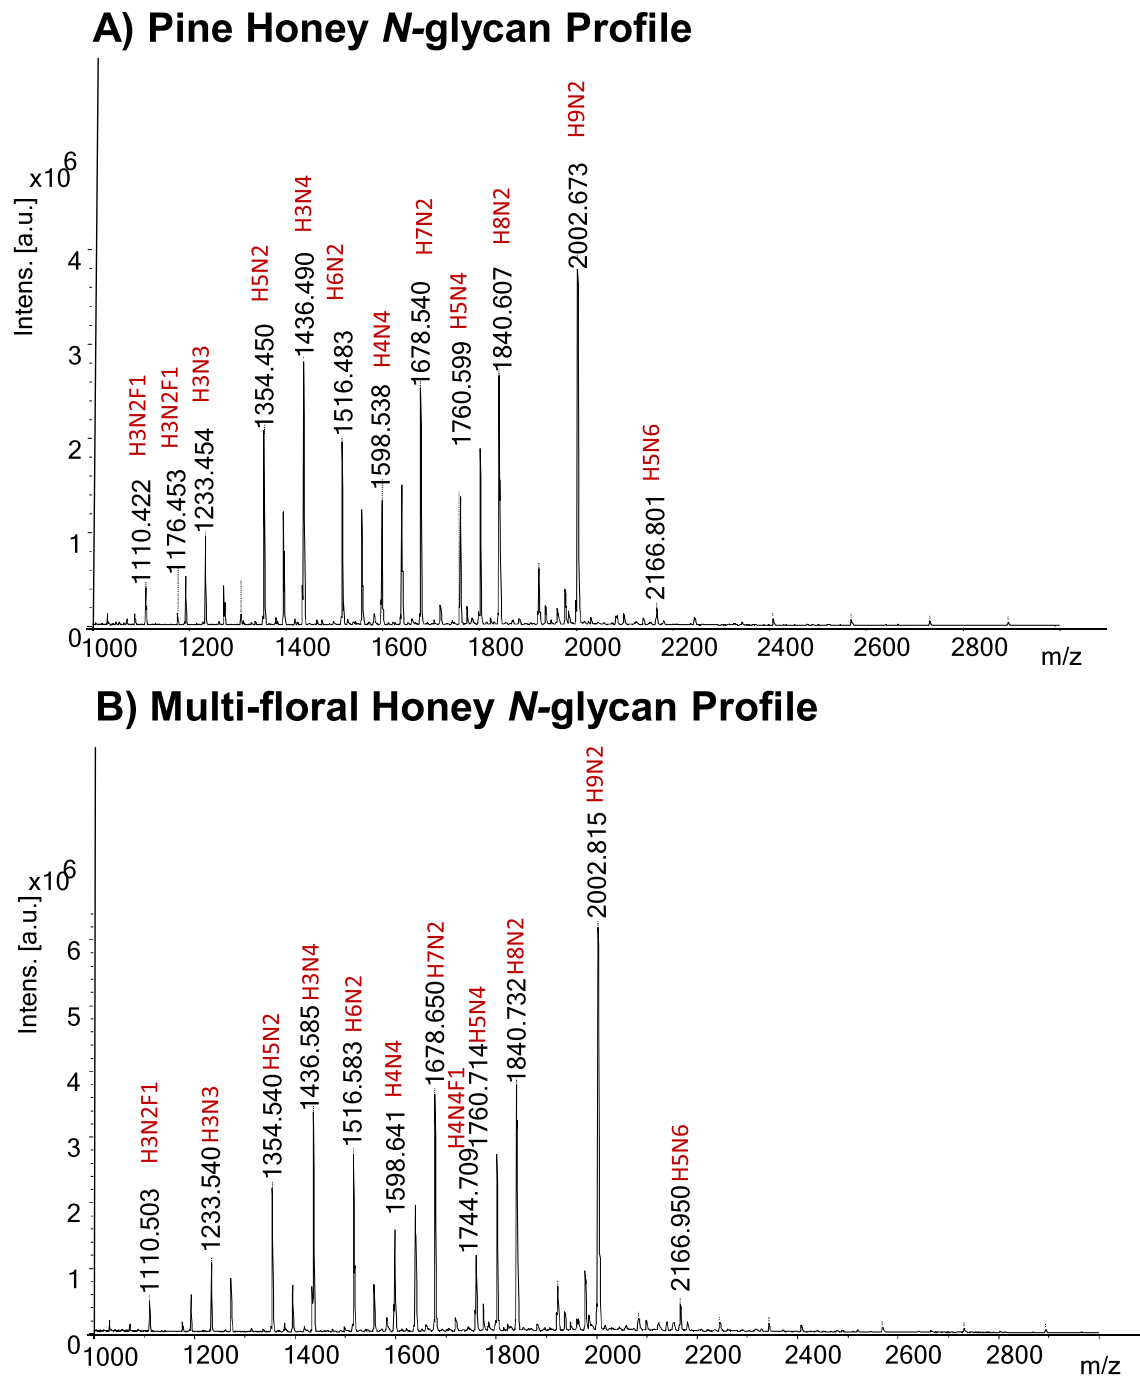 A) Pine Honey N-glycan Profile
x10
6
Intens. [a.u.]
4
3
2
1
0
H3N2F1
1110.422
H3N2F1
1176.453
H3N3
1233.454
H5N2
1354.450
H3N4
1436.490
H6N2
1516.483
H4N4
1598.538
H7N2
1678.540
H5N4
1760.599
H8N2
1840.607
H9N2
2002.673
H5N6
2166.801
1000 1200 1400 1600 1800 2000 2200 2400 2600 2800
m/z
B) Multi-floral Honey N-glycan Profile
x10
6
Intens. [a.u.]
6
5
4
3
2
1
0
H3N2F1
1110.503
1233.540 H3N3
1354.540 H5N2
1436.585 H3N4
1516.583 H6N2
1598.641 H4N4
1678.650 H7N2
1744.709 H4N4F1
1760.714 H5N4
1840.732 H8N2
2002.815 H9N2
2166.950 H5N6
1000 1200 1400 1600 1800 2000 2200 2400 2600 2800
m/z